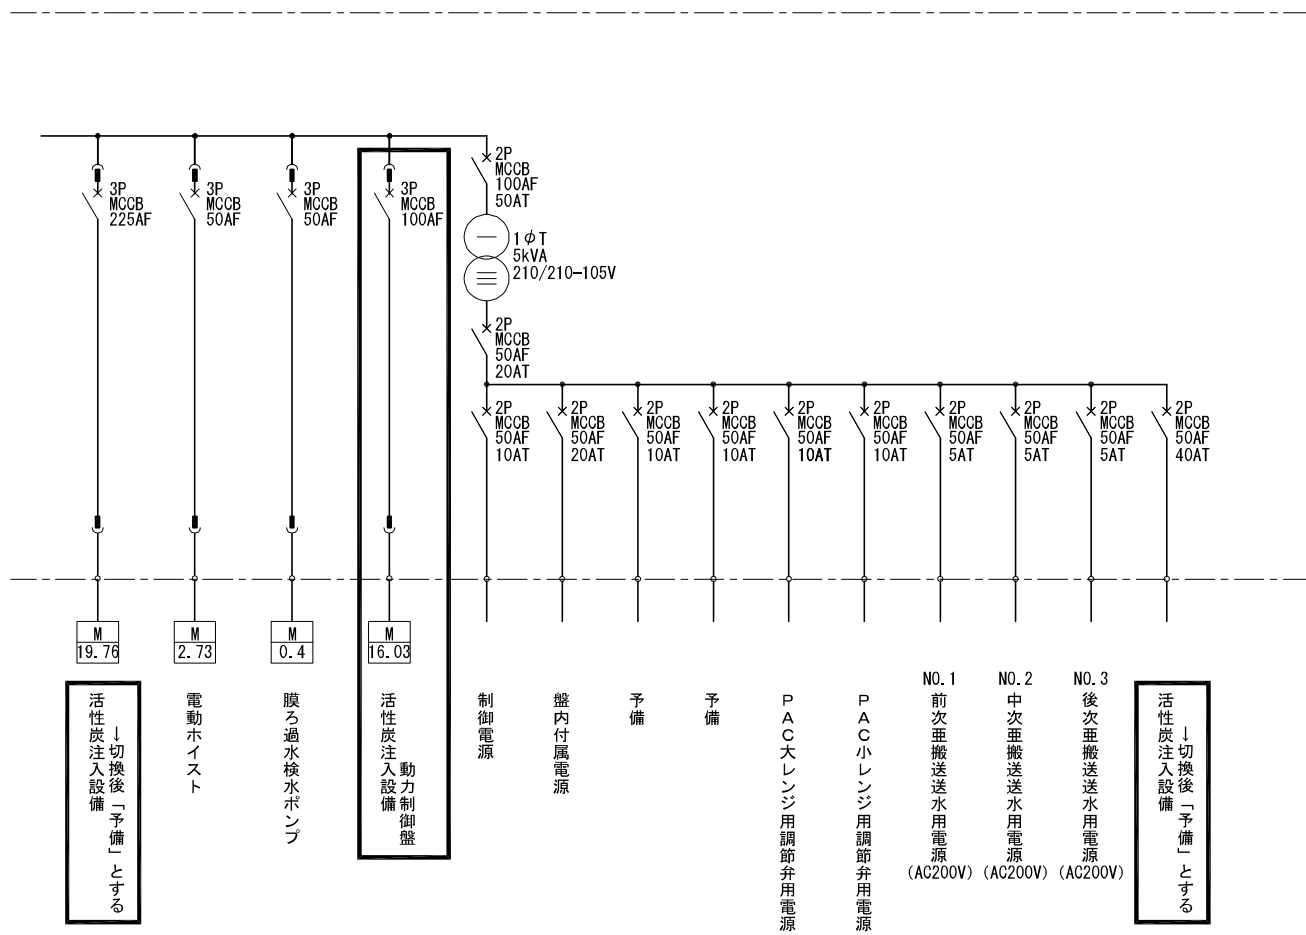 3P
MCCB
225AF
3P
MCCB
50AF
3P
MCCB
50AF
3P
MCCB
100AF
2P
MCCB
100AF
50AT
1φT
5kVA
210/210-105V
2P
MCCB
50AF
20AT
2P
MCCB
50AF
10AT
2P
MCCB
50AF
20AT
2P
MCCB
50AF
10AT
2P
MCCB
50AF
10AT
2P
MCCB
50AF
10AT
2P
MCCB
50AF
10AT
2P
MCCB
50AF
5AT
2P
MCCB
50AF
5AT
2P
MCCB
50AF
5AT
2P
MCCB
50AF
40AT
M
19.76
M
2.73
M
0.4
M
16.03
活性炭注入設備
→切換後「予備」とする
電動ホイスト
膜ろ過水検水ポンプ
活性炭注入設備
動力制御盤
制御電源
盤内付属電源
予備
予備
PAC大レンジ用調節弁用電源
PAC小レンジ用調節弁用電源
NO.1
前次亜搬送送水用電源
(AC200V)
NO.2
中次亜搬送送水用電源
(AC200V)
NO.3
後次亜搬送送水用電源
(AC200V)
活性炭注入設備
→切換後「予備」とする